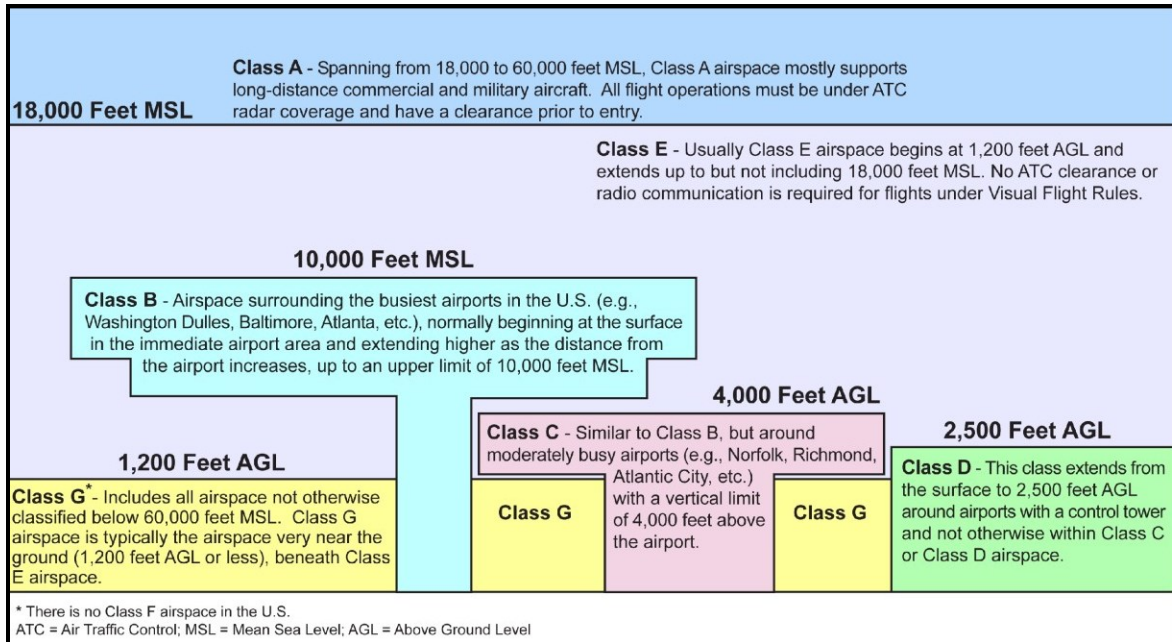 Class A - Spanning from 18,000 to 60,000 feet MSL, Class A airspace mostly supports
long-distance commercial and military aircraft. All flight operations must be under ATC
radar coverage and have a clearance prior to entry.
18,000 Feet MSL
Class E - Usually Class E airspace begins at 1,200 feet AGL and
extends up to but not including 18,000 feet MSL. No ATC clearance or
radio communication is required for flights under Visual Flight Rules.
10,000 Feet MSL
Class B - Airspace surrounding the busiest airports in the U.S. (e.g.,
Washington Dulles, Baltimore, Atlanta, etc.), normally beginning at the surface
in the immediate airport area and extending higher as the distance from
the airport increases, up to an upper limit of 10,000 feet MSL.
4,000 Feet AGL
Class C - Similar to Class B, but around
moderately busy airports (e.g., Norfolk, Richmond,
Atlantic City, etc.)
with a vertical limit
of 4,000 feet above
the airport.
2,500 Feet AGL
Class D - This class extends from
the surface to 2,500 feet AGL
around airports with a control tower
and not otherwise within Class C
or Class D airspace.
1,200 Feet AGL
Class G* - Includes all airspace not otherwise
classified below 60,000 feet MSL. Class G
airspace is typically the airspace very near the
ground (1,200 feet AGL or less), beneath Class
E airspace.
Class G
Class G
* There is no Class F airspace in the U.S.
ATC = Air Traffic Control; MSL = Mean Sea Level; AGL = Above Ground Level